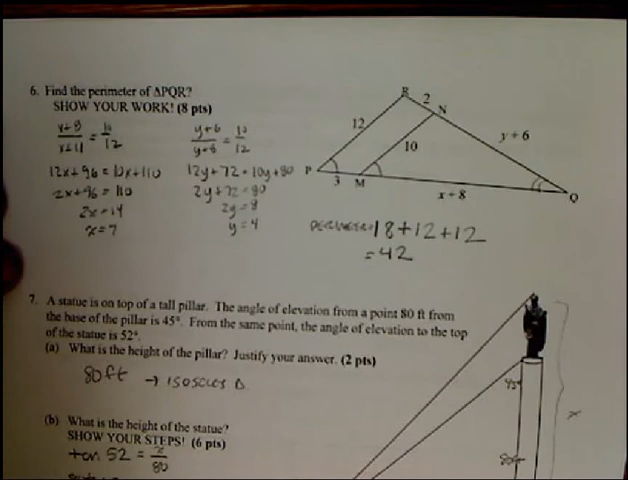 6. Find the perimeter of ΔPQR?
SHOW YOUR WORK! (8 pts)
x+8/x+11 = 10/12
12x+96 = 10x+110
2x+96 = 110
2x=14
x=7
y+6/y+8 = 10/12
12y+72=10y+80
2y+72=80
2y=8
y=4
R
2
N
12
10
y+6
P
3
M
x+8
Q
PERIMETER=18+12+12
=42
7. A statue is on top of a tall pillar. The angle of elevation from a point 80 ft from
the base of the pillar is 45°. From the same point, the angle of elevation to the top
of the statue is 52°.
(a) What is the height of the pillar? Justify your answer. (2 pts)
80ft → isosceles Δ
(b) What is the height of the statue?
SHOW YOUR STEPS! (6 pts)
tan 52 = x/80
45°
80ft
x